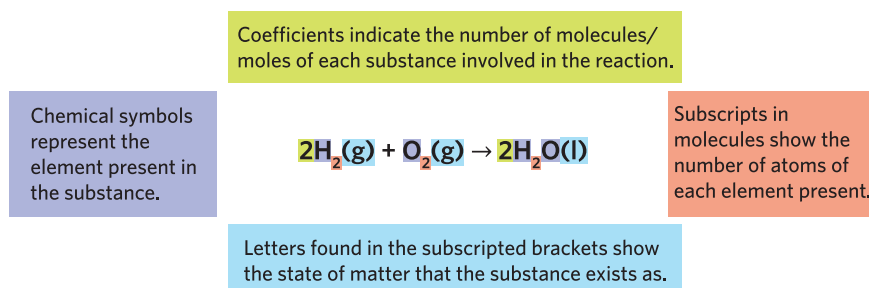 Coefficients indicate the number of molecules/
moles of each substance involved in the reaction.
Chemical symbols
represent the
element present in
the substance.
2H₂(g) + O₂(g) → 2H₂O(l)
Subscripts in
molecules show the
number of atoms of
each element present.
Letters found in the subscripted brackets show
the state of matter that the substance exists as.